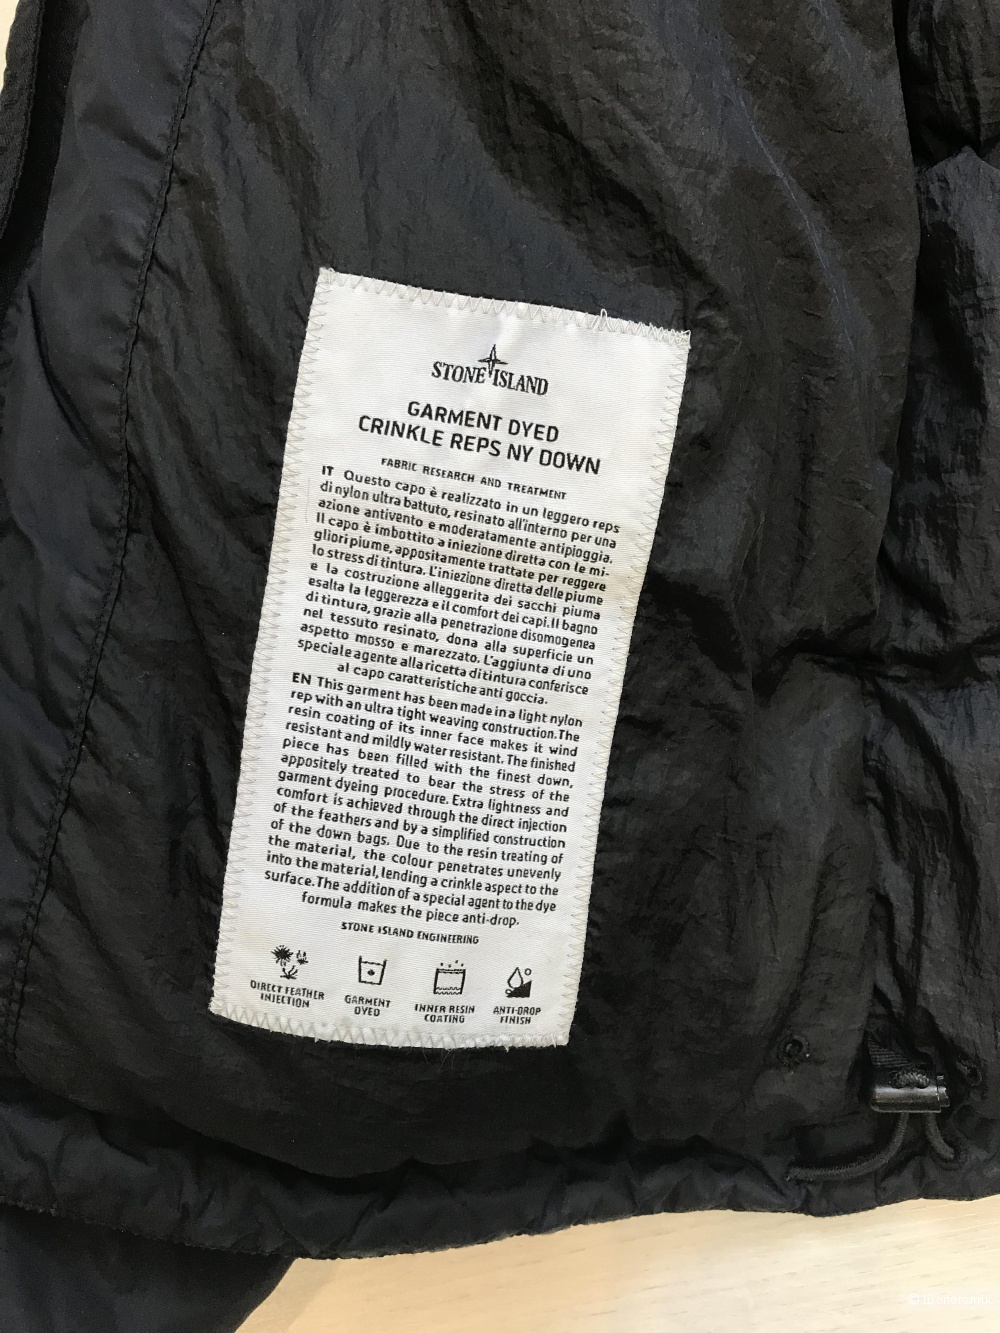 STONE ISLAND
GARMENT DYED
CRINKLE REPS NY DOWN
FABRIC RESEARCH AND TREATMENT
IT Questo capo è realizzato in un leggero reps
di nylon ultra battuto, resinato all'interno per una
azione antivento e moderatamente antipioggia.
Il capo è imbottito a iniezione diretta con le mi-
gliori piume, appositamente trattate per reggere
lo stress di tintura. L'iniezione diretta delle piume
e la costruzione alleggerita dei sacchi piuma
esalta la leggerezza e il comfort dei capi. Il bagno
di tintura, grazie alla penetrazione disomogenea
nel tessuto resinato, dona alla superficie un
aspetto mosso e marezzato. L'aggiunta di uno
speciale agente alla ricetta di tintura conferisce
al capo caratteristiche anti goccia.
EN This garment has been made in a light nylon
rep with an ultra tight weaving construction. The
resin coating of its inner face makes it wind
resistant and mildly water resistant. The finished
piece has been filled with the finest down,
appositely treated to bear the stress of the
garment dyeing procedure. Extra lightness and
comfort is achieved through the direct injection
of the feathers and by a simplified construction
of the down bags. Due to the resin treating of
the material, the colour penetrates unevenly
into the material, lending a crinkle aspect to the
surface. The addition of a special agent to the dye
formula makes the piece anti-drop.
STONE ISLAND ENGINEERING
DIRECT FEATHER
INJECTION
GARMENT
DYED
INNER RESIN
COATING
ANTI-DROP
FINISH